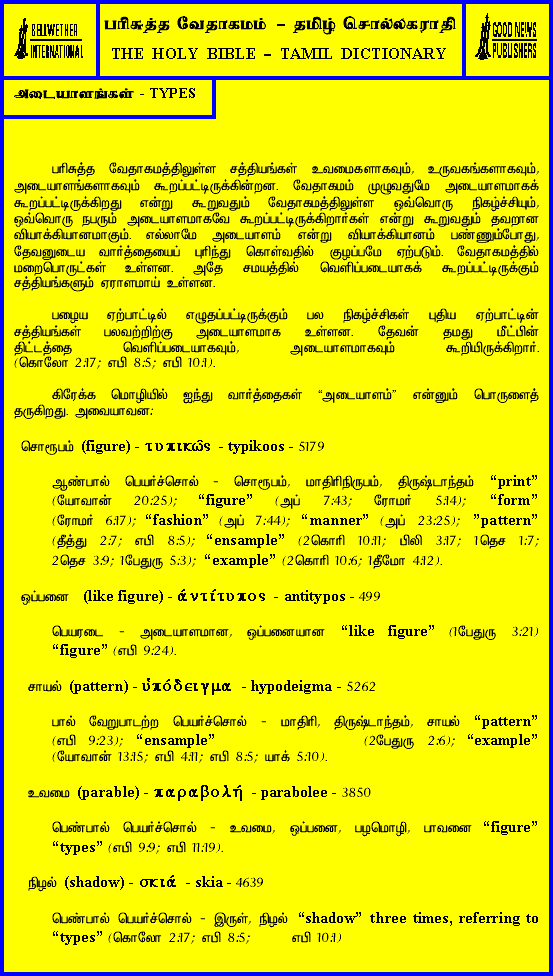 BELLWETHER INTERNATIONAL
பரிசுத்த வேதாகமம் – தமிழ் சொல்லகராதி
THE HOLY BIBLE – TAMIL DICTIONARY
GOOD NEWS PUBLISHERS
அடையாளங்கள் - TYPES
பரிசுத்த வேதாகமத்திலுள்ள சத்தியங்கள் உவமைகளாகவும், உருவகங்களாகவும்,
அடையாளங்களாகவும் கூறப்பட்டிருக்கின்றன. வேதாகமம் முழுவதுமே அடையாளமாகக்
கூறப்பட்டிருக்கிறது என்று கூறுவதும் வேதாகமத்திலுள்ள ஒவ்வொரு நிகழ்ச்சியும்,
ஒவ்வொரு நபரும் அடையாளமாகவே கூறப்பட்டிருக்கிறார்கள் என்று கூறுவதும் தவறான
வியாக்கியானமாகும். எல்லாமே அடையாளம் என்று வியாக்கியானம் பண்ணும்போது,
தேவனுடைய வார்த்தையைப் புரிந்து கொள்வதில் குழப்பமே ஏற்படும். வேதாகமத்தில்
மறைபொருட்கள் உள்ளன. அதே சமயத்தில் வெளிப்படையாகக் கூறப்பட்டிருக்கும்
சத்தியங்களும் ஏராளமாய் உள்ளன.
பழைய ஏற்பாட்டில் எழுதப்பட்டிருக்கும் பல நிகழ்ச்சிகள் புதிய ஏற்பாட்டின்
சத்தியங்கள் பலவற்றிற்கு அடையாளமாக உள்ளன. தேவன் தமது மீட்பின்
திட்டத்தை வெளிப்படையாகவும், அடையாளமாகவும் கூறியிருக்கிறார்.
(கொலோ 2:17; எபி 8:5; எபி 10:1).
கிரேக்க மொழியில் ஐந்து வார்த்தைகள் “அடையாளம்” என்னும் பொருளைத்
தருகிறது. அவையாவன:
சொரூபம் (figure) - τυπικῶς - typikoos - 5179
ஆண்பால் பெயர்ச்சொல் - சொரூபம், மாதிரிநிருபம், திருஷ்டாந்தம் “print”
(யோவான் 20:25); “figure” (அப் 7:43; ரோமர் 5:14); “form”
(ரோமர் 6:17); “fashion” (அப் 7:44); “manner” (அப் 23:25); ”pattern”
(தீத்து 2:7; எபி 8:5); “ensample” (2கொரி 10:11; பிலி 3:17; 1தெச 1:7;
2தெச 3:9; 1பேதுரு 5:3); “example” (2கொரி 10:6; 1தீமோ 4:12).
ஒப்பனை (like figure) - ἀντίτυπος - antitypos - 499
பெயரடை - அடையாளமான, ஒப்பனையான “like figure” (1பேதுரு 3:21)
“figure” (எபி 9:24).
சாயல் (pattern) - ὑπόδειγμα - hypodeigma - 5262
பால் வேறுபாடற்ற பெயர்ச்சொல் - மாதிரி, திருஷ்டாந்தம், சாயல் “pattern”
(எபி 9:23); “ensample” (2பேதுரு 2:6); “example”
(யோவான் 13:15; எபி 4:11; எபி 8:5; யாக் 5:10).
உவமை (parable) - παραβολή - parabolee - 3850
பெண்பால் பெயர்ச்சொல் - உவமை, ஒப்பனை, பழமொழி, பாவனை “figure”
“types” (எபி 9:9; எபி 11:19).
நிழல் (shadow) - σκιά - skia - 4639
பெண்பால் பெயர்ச்சொல் - இருள், நிழல் “shadow” three times, referring to
“types” (கொலோ 2:17; எபி 8:5; எபி 10:1)